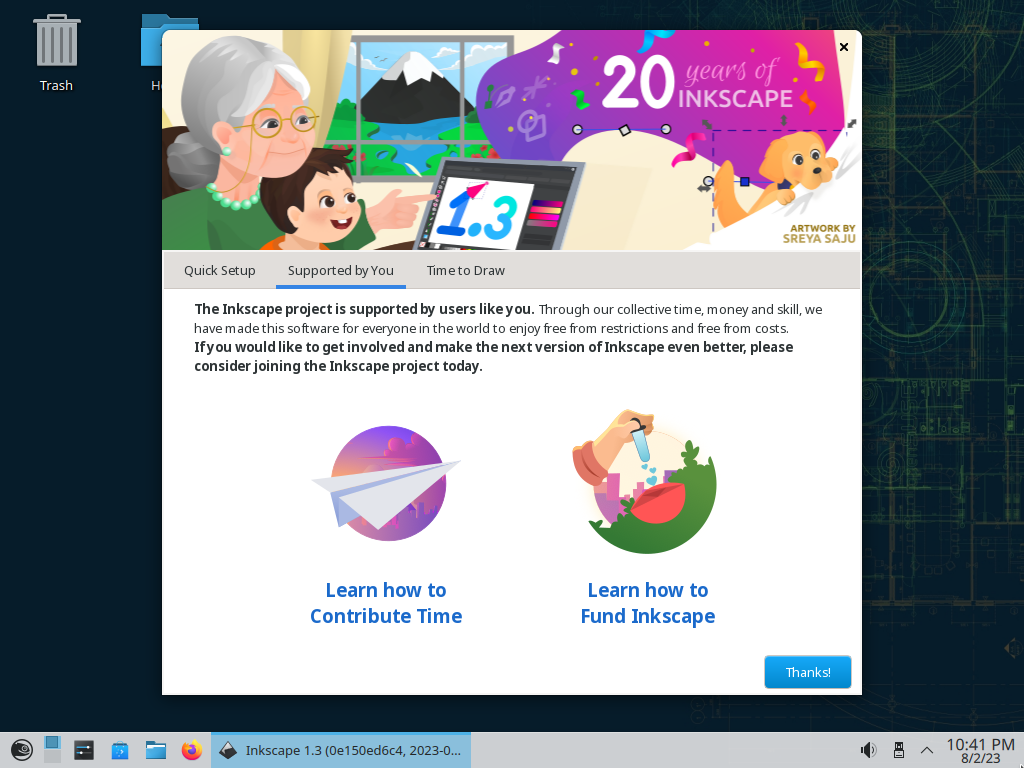 Trash
20 years of
INKSCAPE
1.3
ARTWORK BY
SREYA SAJU
Quick Setup
Supported by You
Time to Draw
The Inkscape project is supported by users like you. Through our collective time, money and skill, we
have made this software for everyone in the world to enjoy free from restrictions and free from costs.
If you would like to get involved and make the next version of Inkscape even better, please
consider joining the Inkscape project today.
Learn how to
Contribute Time
Learn how to
Fund Inkscape
Thanks!
Inkscape 1.3 (0e150ed6c4, 2023-0...
10:41 PM
8/2/23